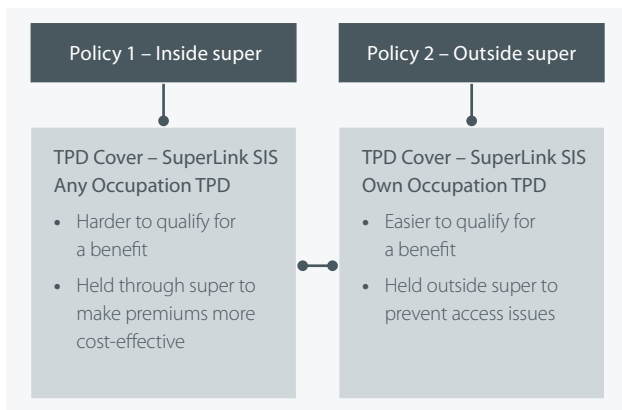 Policy 1 – Inside super
TPD Cover – SuperLink SIS
Any Occupation TPD
• Harder to qualify for
a benefit
• Held through super to
make premiums more
cost-effective
Policy 2 – Outside super
TPD Cover – SuperLink SIS
Own Occupation TPD
• Easier to qualify for
a benefit
• Held outside super to
prevent access issues